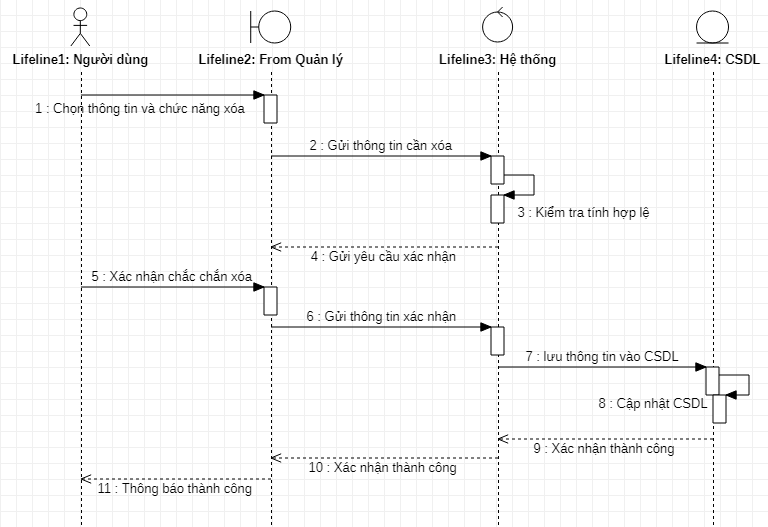 Lifeline1: Người dùng
Lifeline2: From Quản lý
Lifeline3: Hệ thống
Lifeline4: CSDL
1 : Chọn thông tin và chức năng xóa
2 : Gửi thông tin cần xóa
3 : Kiểm tra tính hợp lệ
4 : Gửi yêu cầu xác nhận
5 : Xác nhận chắc chắn xóa
6 : Gửi thông tin xác nhận
7 : lưu thông tin vào CSDL
8 : Cập nhật CSDL
9 : Xác nhận thành công
10 : Xác nhận thành công
11 : Thông báo thành công